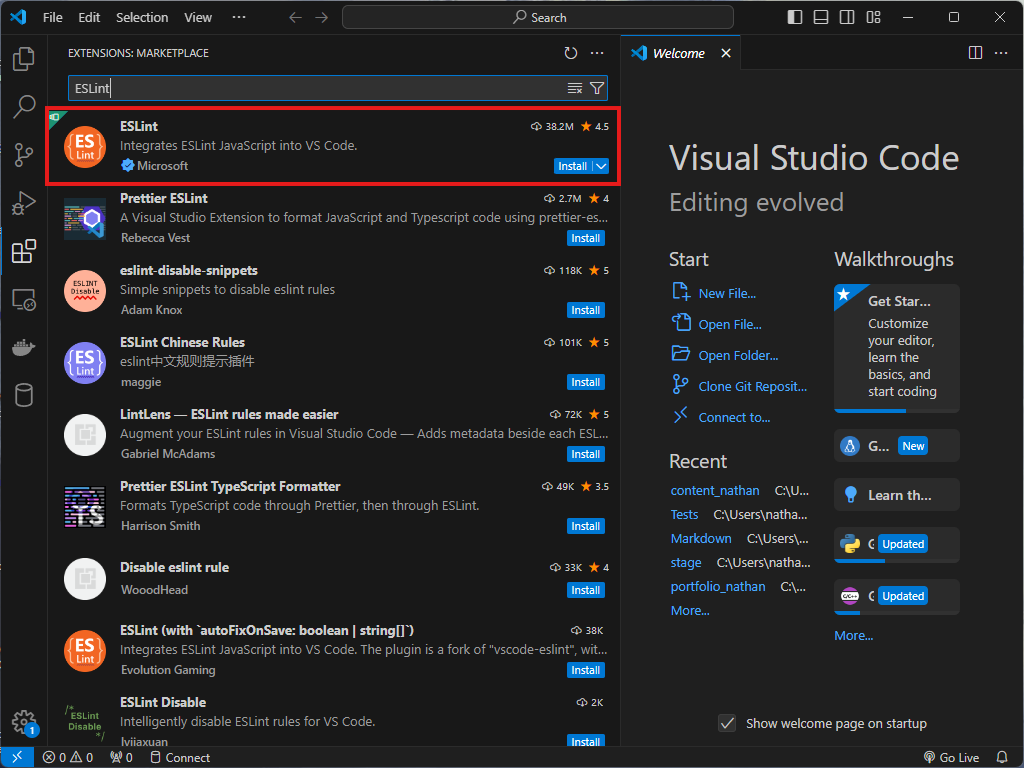 File Edit Selection View ··· Search
EXTENSIONS: MARKETPLACE
ESLint
ES
Lint
ESLint
38.2M 4.5
Integrates ESLint JavaScript into VS Code.
Microsoft
Install
Prettier ESLint
2.7M 4
A Visual Studio Extension to format JavaScript and Typescript code using prettier-es...
Rebecca Vest
Install
ESLINT
Disable
eslint-disable-snippets
118K 5
Simple snippets to disable eslint rules
Adam Knox
Install
ES
Lint
ESLint Chinese Rules
101K 5
eslint中文规则提示插件
maggie
Install
LintLens — ESLint rules made easier
72K 5
Augment your ESLint rules in Visual Studio Code — Adds metadata beside each ESL...
Gabriel McAdams
Install
TS
Prettier ESLint TypeScript Formatter
49K 3.5
Formats TypeScript code through Prettier, then through ESLint.
Harrison Smith
Install
Disable eslint rule
33K 4
WooodHead
Install
ES
Lint
ESLint (with `autoFixOnSave: boolean | string[]`)
38K
Integrates ESLint JavaScript into VS Code. The plugin is a fork of "vscode-eslint", wit...
Evolution Gaming
Install
/*
ESLint
Disable
*/
ESLint Disable
2K
Intelligently disable ESLint rules for VS Code.
lvjiaxuan
Install
Welcome
Visual Studio Code
Editing evolved
Start
New File...
Open File...
Open Folder...
Clone Git Reposit...
Connect to...
Recent
content_nathan C:\U...
Tests C:\Users\natha...
Markdown C:\Users\...
stage C:\Users\natha...
portfolio_nathan C:\...
More...
Walkthroughs
Get Star...
Customize
your editor,
learn the
basics, and
start coding
G... New
Learn th...
Updated
C/C++
Updated
More...
Show welcome page on startup
1
0 0 0 Connect Go Live